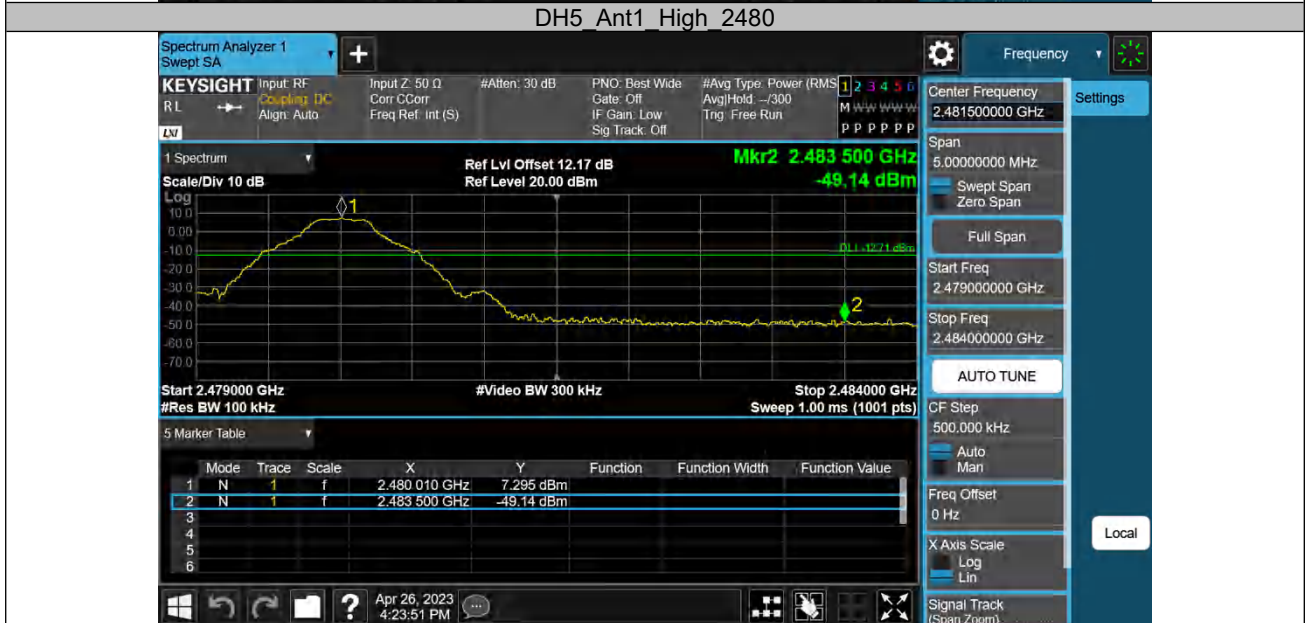 DH5_Ant1_High_2480
Spectrum Analyzer 1
Swept SA
+
Frequency
KEYSIGHT
RL
LXI
Input: RF
Coupling: DC
Align: Auto
Input Z: 50 Ω
Corr CCorr
Freq Ref: Int (S)
#Atten: 30 dB
PNO: Best Wide
Gate: Off
IF Gain: Low
Sig Track: Off
#Avg Type: Power (RMS
Avg|Hold: --/300
Trig: Free Run
1 2 3 4 5 6
M W W W W W
P P P P P P
Center Frequency
2.481500000 GHz
Settings
1 Spectrum
Scale/Div 10 dB
Ref Lvl Offset 12.17 dB
Ref Level 20.00 dBm
Mkr2 2.483 500 GHz
-49.14 dBm
Log
10.0
0.00
-10.0
-20.0
-30.0
-40.0
-50.0
-60.0
-70.0
1
DL1 -12.71 dBm
2
Start 2.479000 GHz
#Res BW 100 kHz
#Video BW 300 kHz
Stop 2.484000 GHz
Sweep 1.00 ms (1001 pts)
Span
5.00000000 MHz
Swept Span
Zero Span
Full Span
Start Freq
2.479000000 GHz
Stop Freq
2.484000000 GHz
AUTO TUNE
CF Step
500.000 kHz
Auto
Man
Freq Offset
0 Hz
X Axis Scale
Log
Lin
Signal Track
(Span Zoom)
Local
5 Marker Table
Mode Trace Scale X Y Function Function Width Function Value
1 N 1 f 2.480 010 GHz 7.295 dBm
2 N 1 f 2.483 500 GHz -49.14 dBm
3
4
5
6
?
Apr 26, 2023
4:23:51 PM